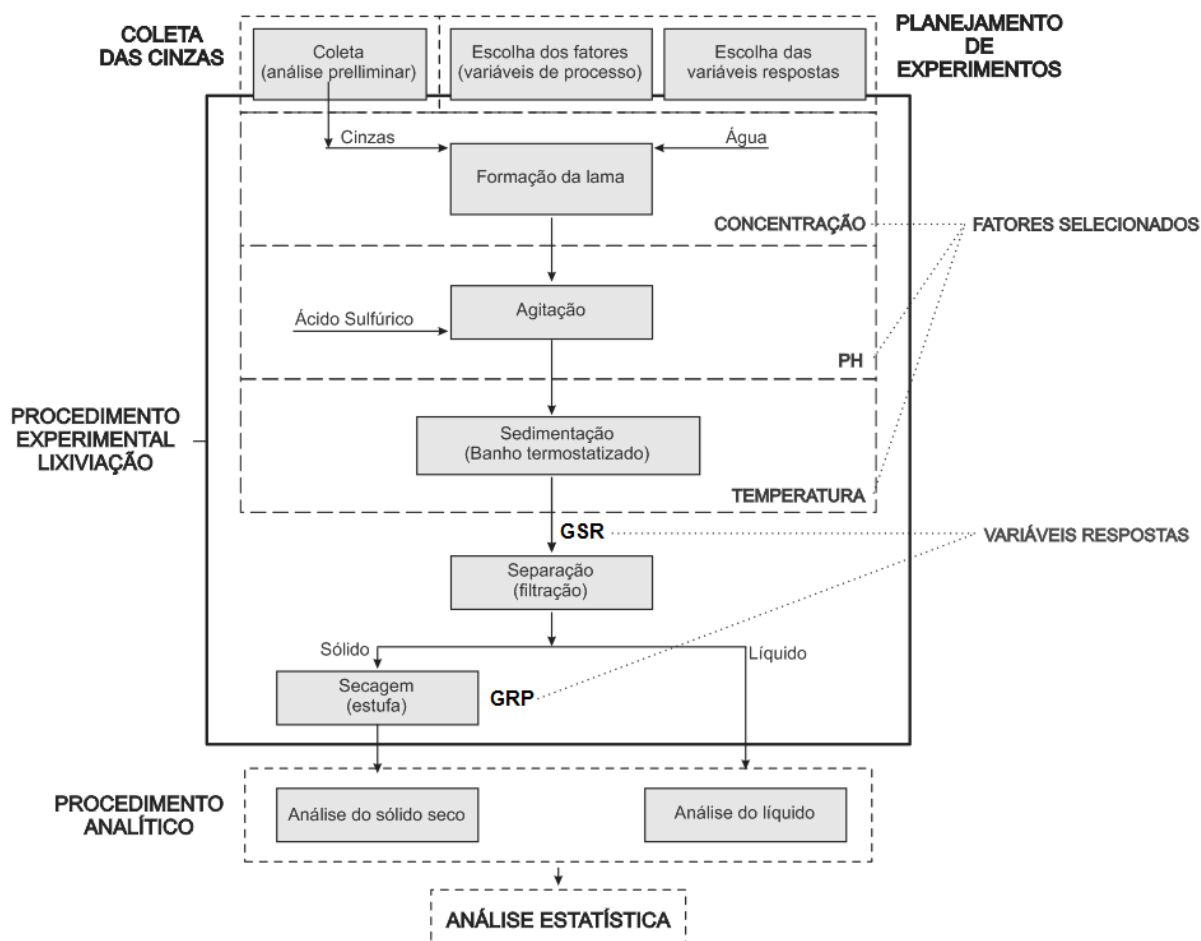 COLETA
DAS CINZAS
Coleta
(análise prelliminar)
Escolha dos fatores
(variáveis de processo)
Escolha das
variáveis respostas
PLANEJAMENTO
DE
EXPERIMENTOS
Cinzas
Água
Formação da lama
CONCENTRAÇÃO
FATORES SELECIONADOS
Ácido Sulfúrico
Agitação
PH
PROCEDIMENTO
EXPERIMENTAL
LIXIVIAÇÃO
Sedimentação
(Banho termostatizado)
TEMPERATURA
GSR
VARIÁVEIS RESPOSTAS
Separação
(filtração)
Sólido
Líquido
Secagem
(estufa)
GRP
PROCEDIMENTO
ANALÍTICO
Análise do sólido seco
Análise do líquido
ANÁLISE ESTATÍSTICA